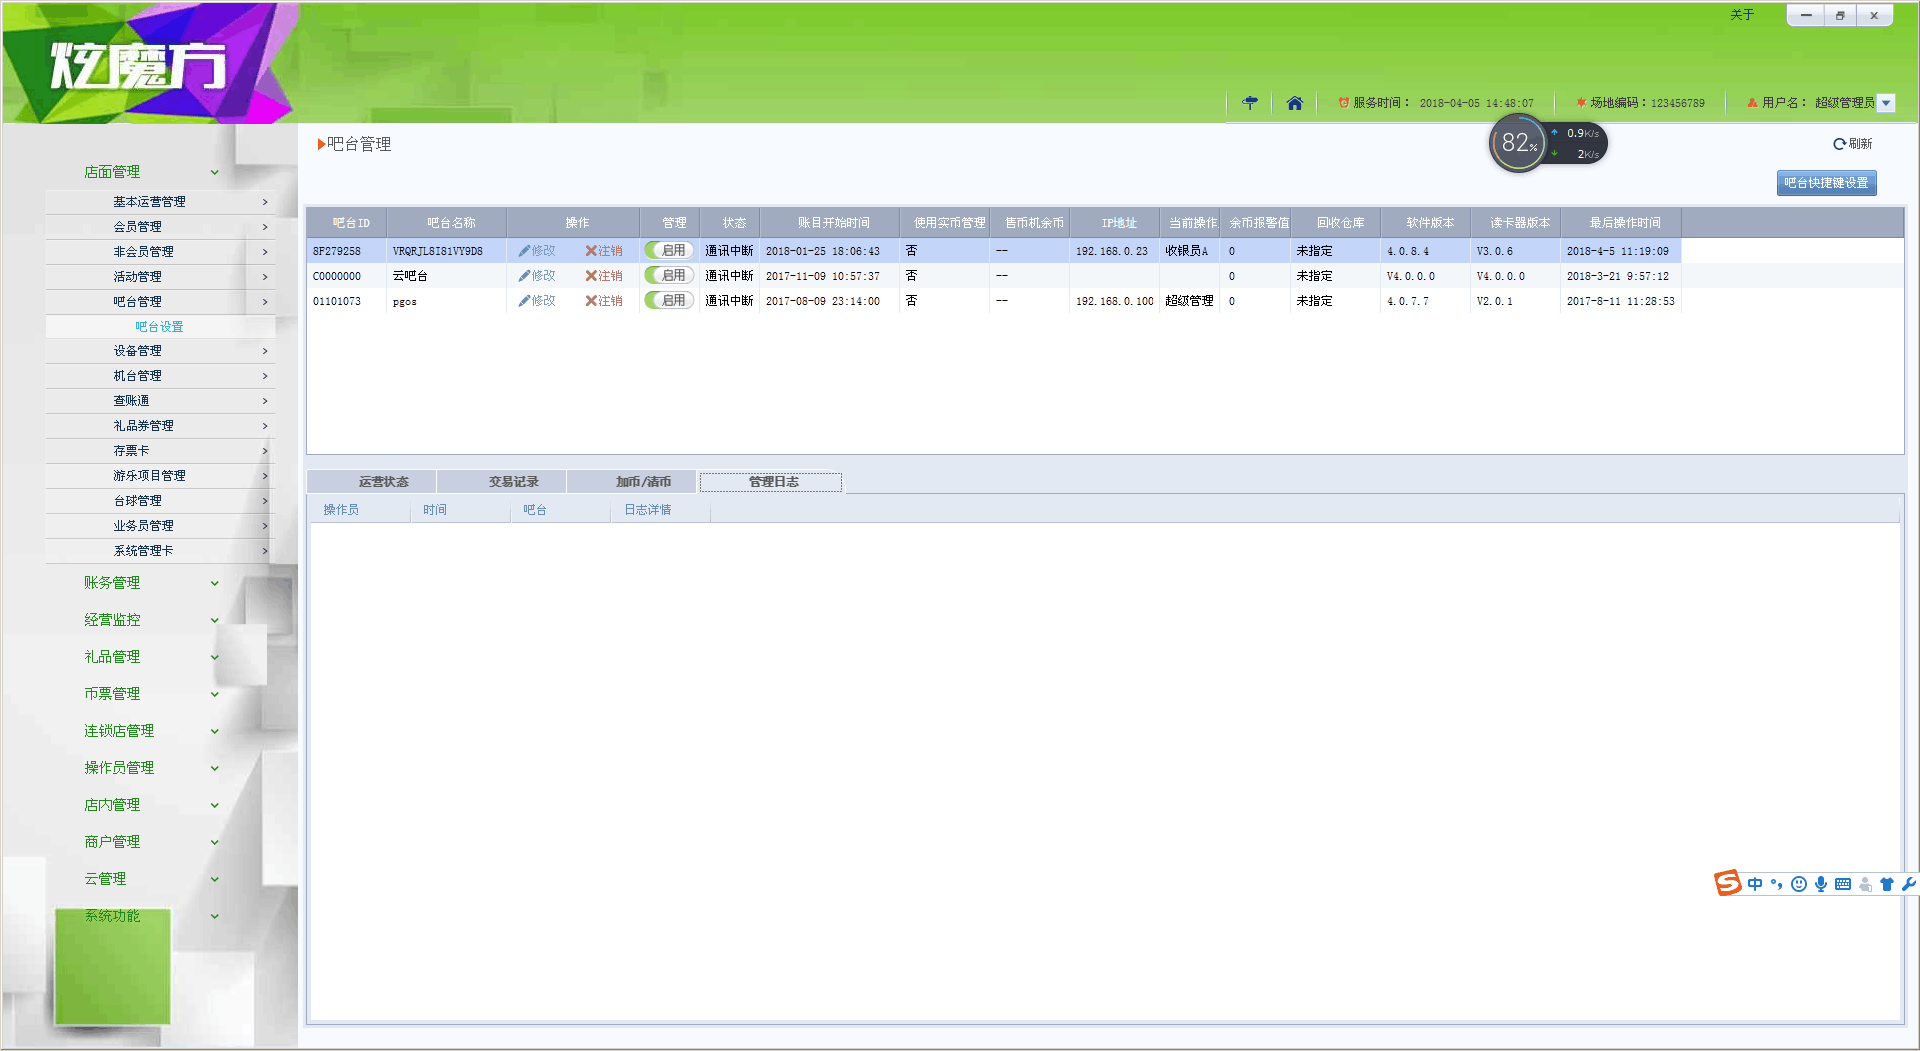 关于
炫魔方
服务时间： 2018-04-05 14:48:07
场地编码：123456789
用户名： 超级管理员
吧台管理
82%
0.9K/s
2K/s
刷新
吧台快捷键设置
店面管理
基本运营管理
会员管理
非会员管理
活动管理
吧台管理
吧台设置
设备管理
机台管理
查账通
礼品券管理
存票卡
游乐项目管理
台球管理
业务员管理
系统管理卡
账务管理
经营监控
礼品管理
币票管理
连锁店管理
操作员管理
店内管理
商户管理
云管理
系统功能
吧台ID 吧台名称 操作 管理 状态 账目开始时间 使用实币管理 售币机余币 IP地址 当前操作 余币报警值 回收仓库 软件版本 读卡器版本 最后操作时间
8F279258 VRQRJL8I81VY9D8 修改 注销 启用 通讯中断 2018-01-25 18:06:43 否 -- 192.168.0.23 收银员A 0 未指定 4.0.8.4 V3.0.6 2018-4-5 11:19:09
C0000000 云吧台 修改 注销 启用 通讯中断 2017-11-09 10:57:37 否 -- 0 未指定 V4.0.0.0 V4.0.0.0 2018-3-21 9:57:12
01101073 pgos 修改 注销 启用 通讯中断 2017-08-09 23:14:00 否 -- 192.168.0.100 超级管理 0 未指定 4.0.7.7 V2.0.1 2017-8-11 11:28:53
运营状态 交易记录 加币/清币 管理日志
操作员 时间 吧台 日志详情
中